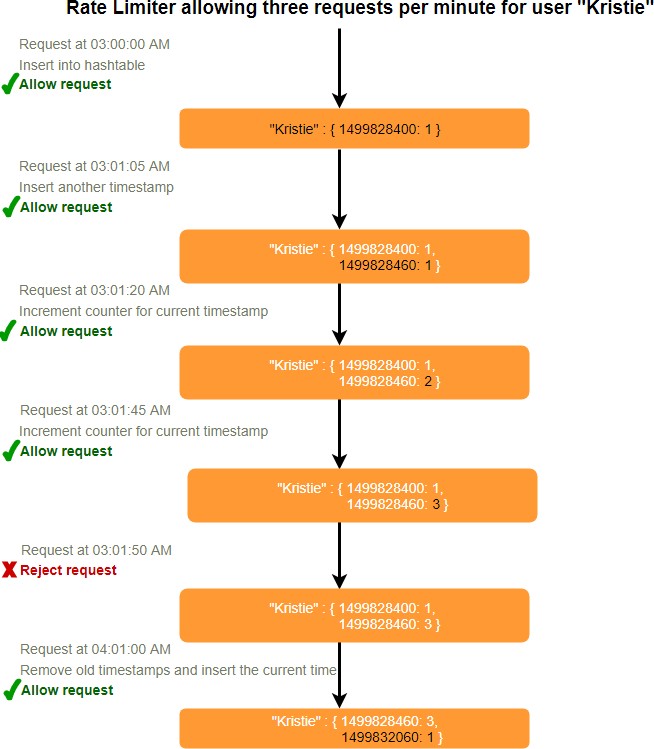 Rate Limiter allowing three requests per minute for user "Kristie"
Request at 03:00:00 AM
Insert into hashtable
Allow request
"Kristie" : { 1499828400: 1 }
Request at 03:01:05 AM
Insert another timestamp
Allow request
"Kristie" : { 1499828400: 1,
1499828460: 1 }
Request at 03:01:20 AM
Increment counter for current timestamp
Allow request
"Kristie" : { 1499828400: 1,
1499828460: 2 }
Request at 03:01:45 AM
Increment counter for current timestamp
Allow request
"Kristie" : { 1499828400: 1,
1499828460: 3 }
Request at 03:01:50 AM
Reject request
"Kristie" : { 1499828400: 1,
1499828460: 3 }
Request at 04:01:00 AM
Remove old timestamps and insert the current time
Allow request
"Kristie" : { 1499828460: 3,
1499832060: 1 }